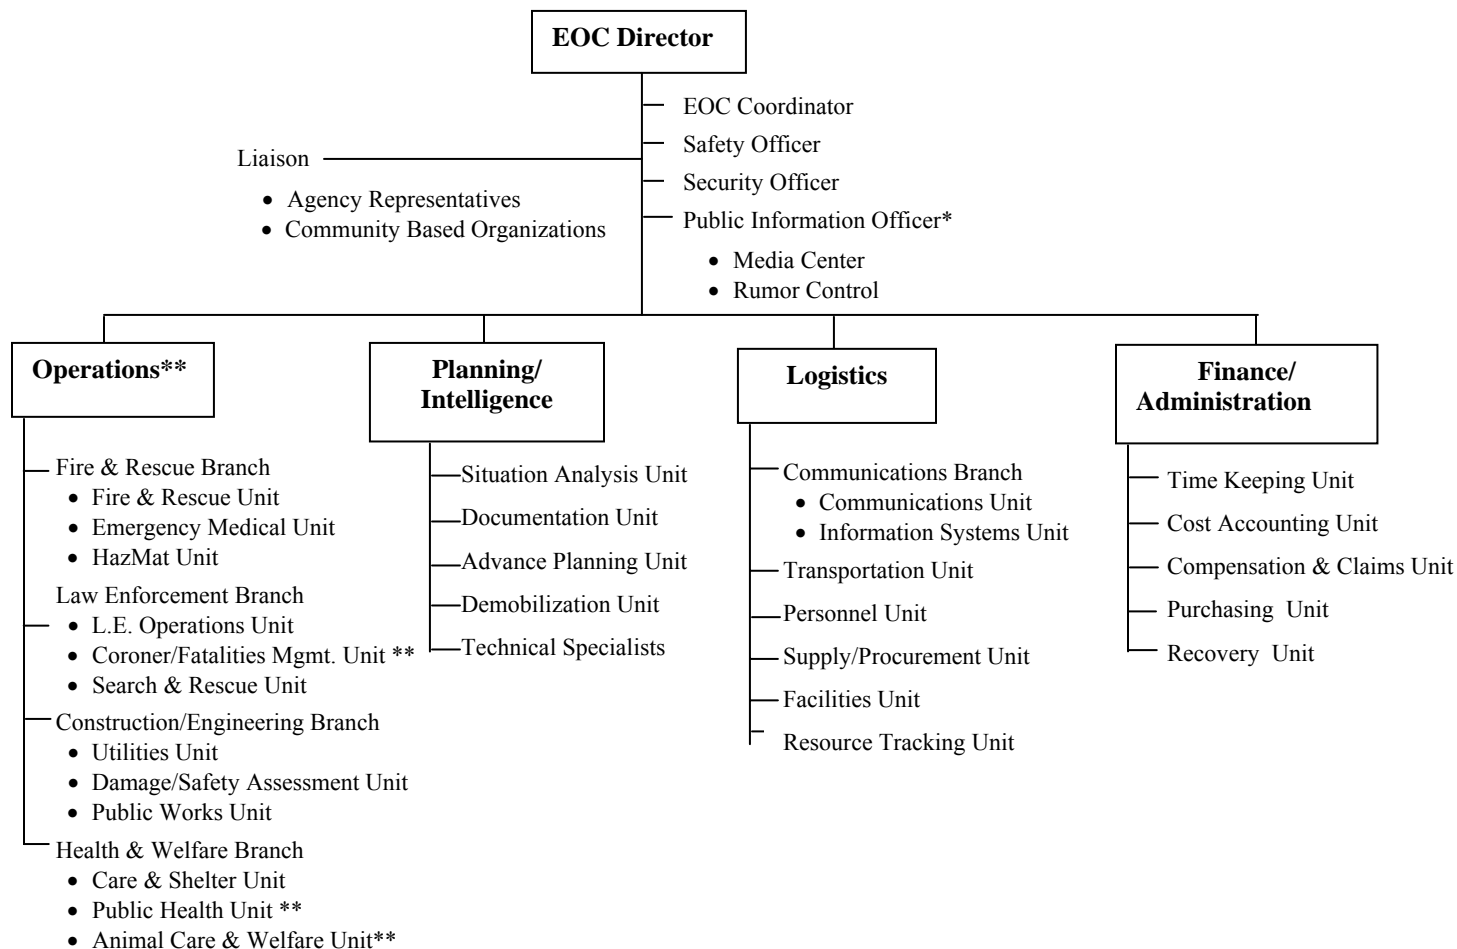 EOC Director
EOC Coordinator
Safety Officer
Liaison
Security Officer
• Agency Representatives
• Community Based Organizations
Public Information Officer*
• Media Center
• Rumor Control
Operations**
Fire & Rescue Branch
• Fire & Rescue Unit
• Emergency Medical Unit
• HazMat Unit
Law Enforcement Branch
• L.E. Operations Unit
• Coroner/Fatalities Mgmt. Unit **
• Search & Rescue Unit
Construction/Engineering Branch
• Utilities Unit
• Damage/Safety Assessment Unit
• Public Works Unit
Health & Welfare Branch
• Care & Shelter Unit
• Public Health Unit **
• Animal Care & Welfare Unit**
Planning/
Intelligence
Situation Analysis Unit
Documentation Unit
Advance Planning Unit
Demobilization Unit
Technical Specialists
Logistics
Communications Branch
• Communications Unit
• Information Systems Unit
Transportation Unit
Personnel Unit
Supply/Procurement Unit
Facilities Unit
Resource Tracking Unit
Finance/
Administration
Time Keeping Unit
Cost Accounting Unit
Compensation & Claims Unit
Purchasing Unit
Recovery Unit